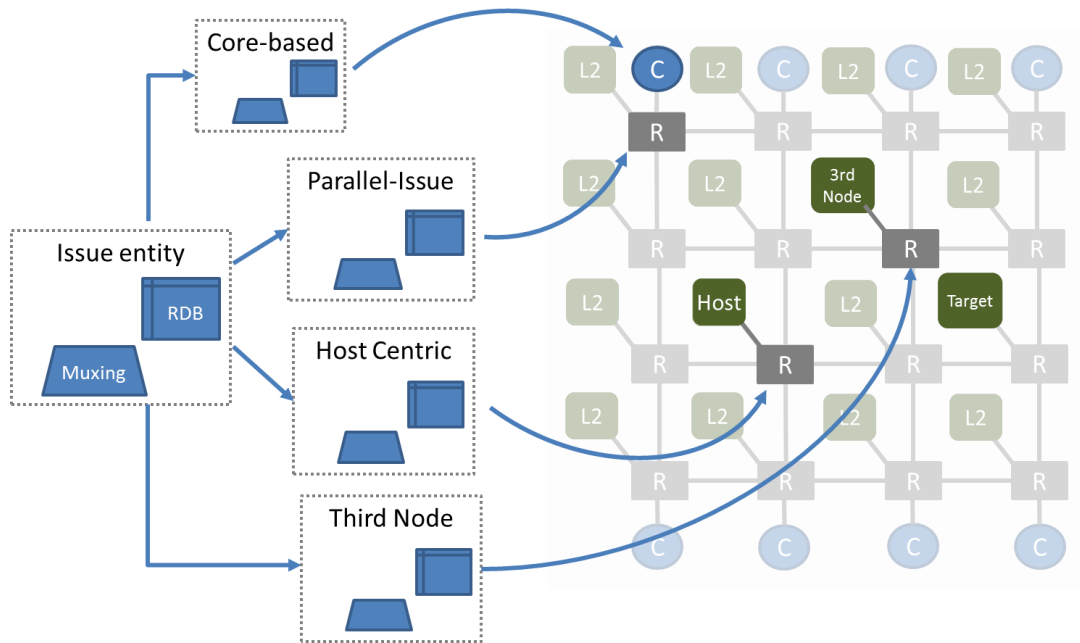 Core-based
Parallel-Issue
Issue entity
RDB
Muxing
Host Centric
Third Node
L2 C L2 C L2 C L2 C
R R R R
L2 L2 3rd L2
Node
R R R R
L2 Host L2 Target
R R R R
L2 L2 L2 L2
R R R R
C C C C